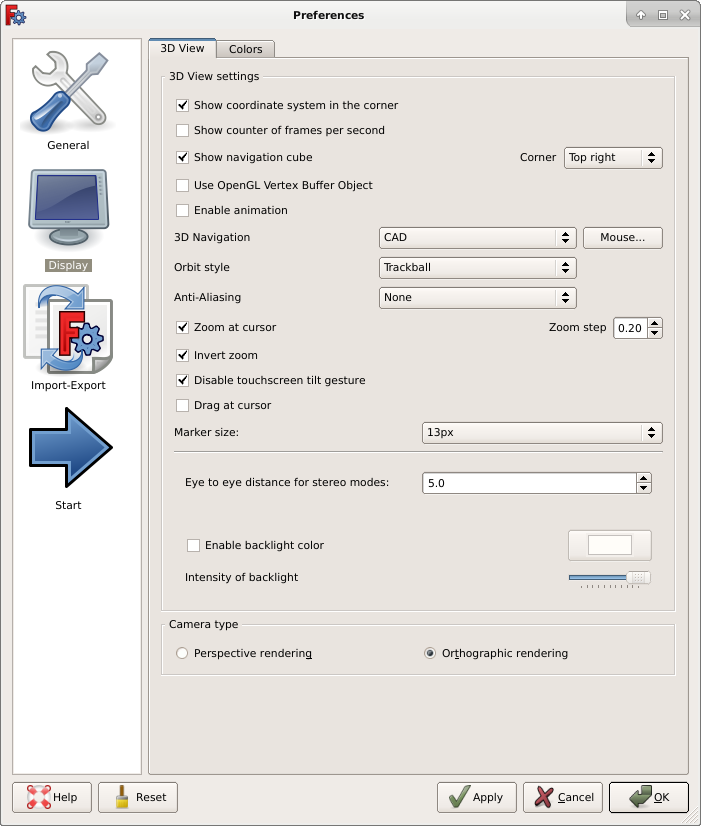 Preferences
General
Display
Import-Export
Start
3D View
Colors
3D View settings
Show coordinate system in the corner
Show counter of frames per second
Show navigation cube
Corner
Top right
Use OpenGL Vertex Buffer Object
Enable animation
3D Navigation
CAD
Mouse...
Orbit style
Trackball
Anti-Aliasing
None
Zoom at cursor
Zoom step
0.20
Invert zoom
Disable touchscreen tilt gesture
Drag at cursor
Marker size:
13px
Eye to eye distance for stereo modes:
5.0
Enable backlight color
Intensity of backlight
Camera type
Perspective rendering
Orthographic rendering
Help
Reset
Apply
Cancel
OK